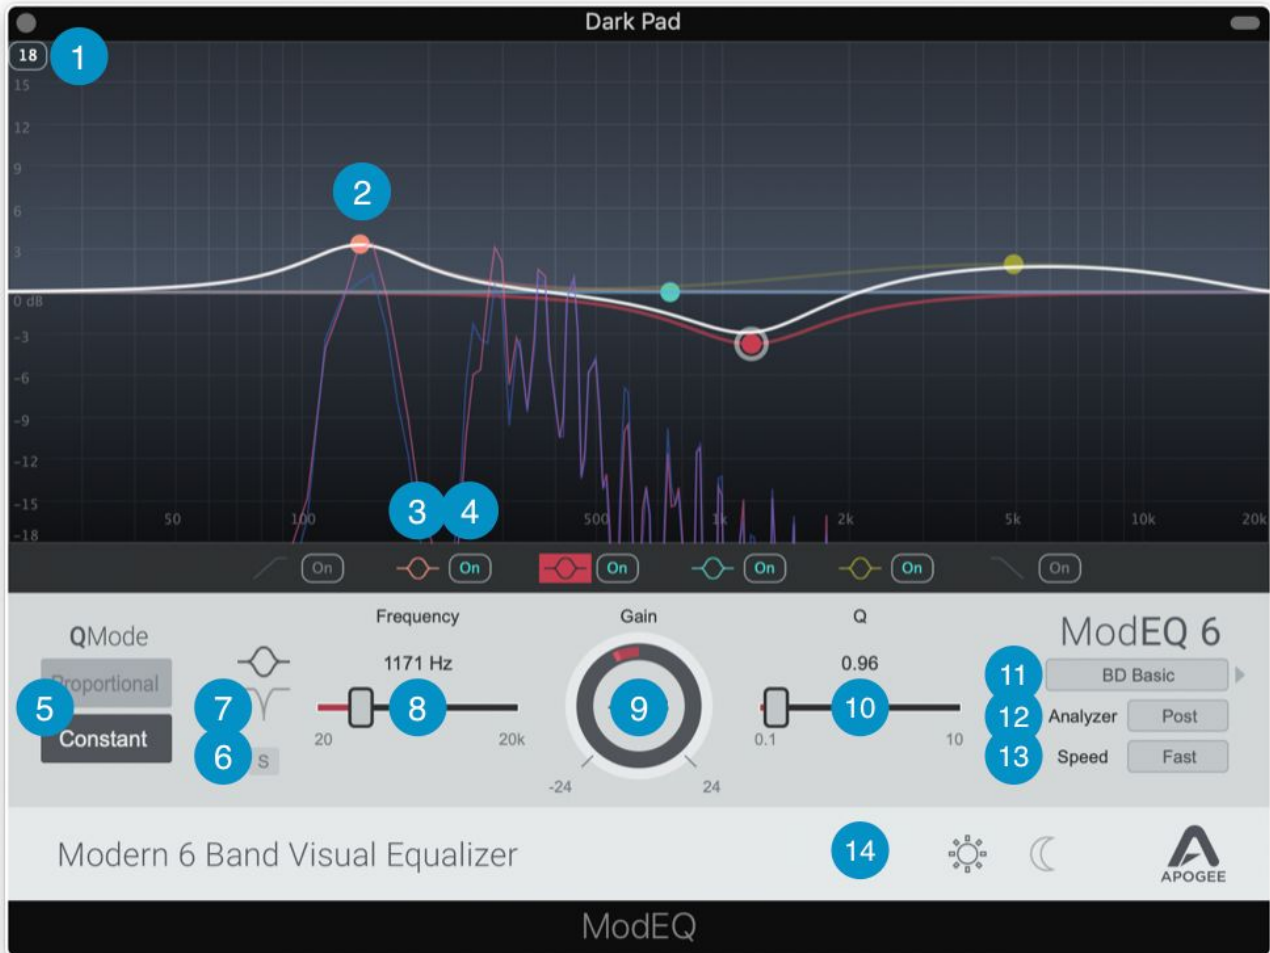 Dark Pad
18
1
15
12
9
2
6
3
0 dB
-3
-6
-9
-12
-15
3
4
50
100
500
1k
2k
5k
10k
20k
-18
On
On
On
On
On
On
QMode
Frequency
Gain
Q
ModEQ 6
Proportional
1171 Hz
0.96
11
BD Basic
5
7
8
9
10
12
Analyzer
Post
Constant
20
20k
0.1
10
6
S
13
Speed
Fast
-24
24
Modern 6 Band Visual Equalizer
14
APOGEE
ModEQ